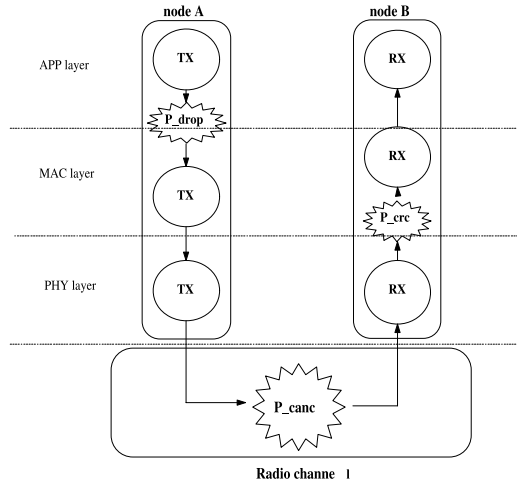 node A
node B
APP layer
TX
RX
P_drop
MAC layer
TX
RX
P_crc
PHY layer
TX
RX
P_canc
Radio channe l